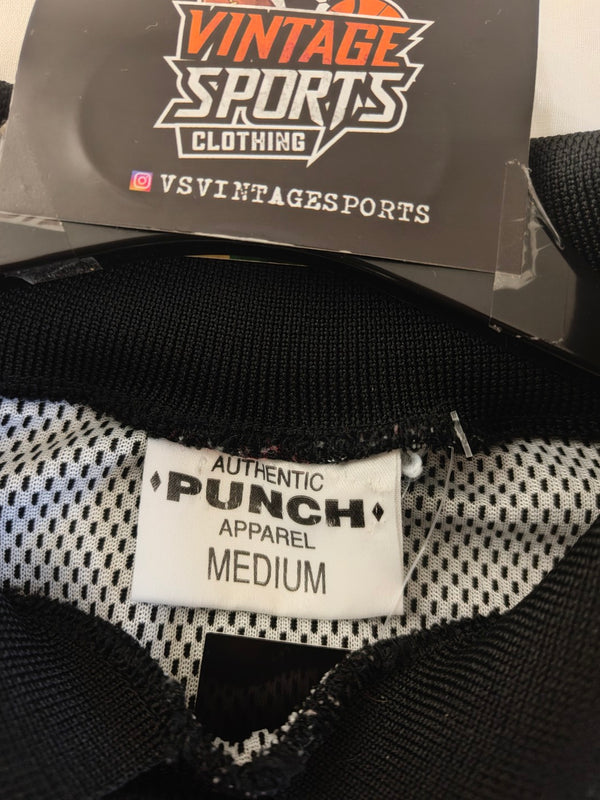 VINTAGE
SPORTS
CLOTHING
VSVINTAGESPORTS
AUTHENTIC
PUNCH
APPAREL
MEDIUM